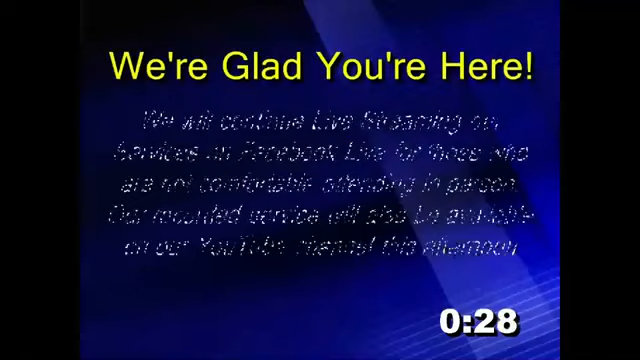 We're Glad You're Here!
We will continue Live Streaming our
Services on Facebook Live for those who
are not comfortable attending in person.
Our recorded service will also be available
on our YouTube channel this afternoon
0:28